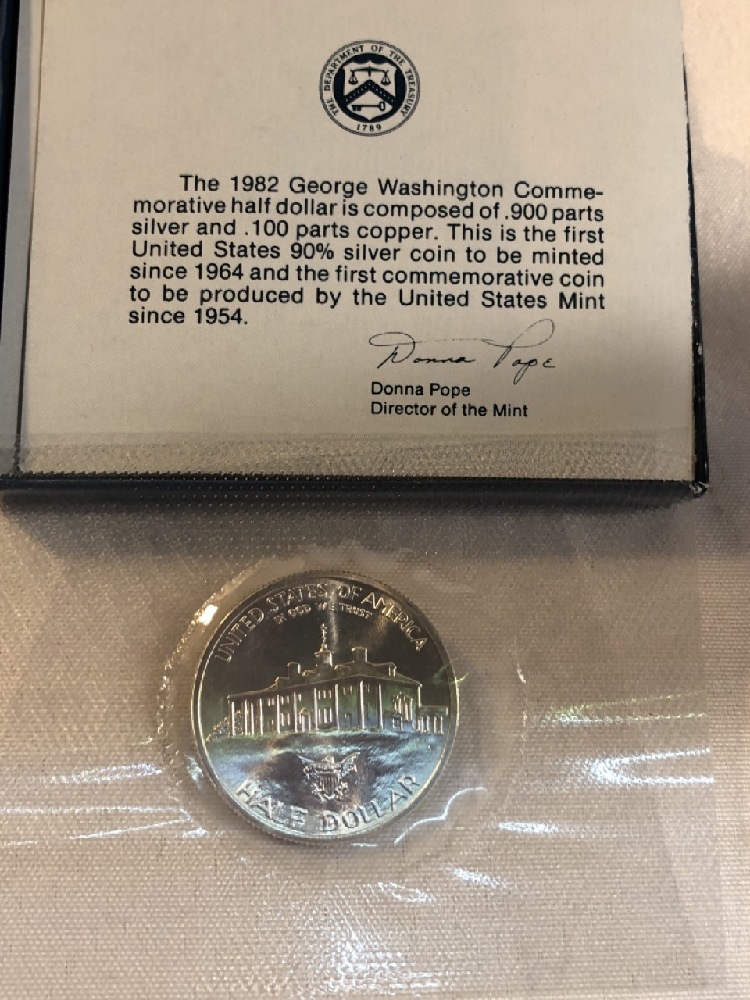 THE DEPARTMENT OF THE TREASURY
1789
The 1982 George Washington Comme-
morative half dollar is composed of .900 parts
silver and .100 parts copper. This is the first
United States 90% silver coin to be minted
since 1964 and the first commemorative coin
to be produced by the United States Mint
since 1954.
Donna Pope
Donna Pope
Director of the Mint
UNITED STATES OF AMERICA
IN GOD WE TRUST
HALF DOLLAR